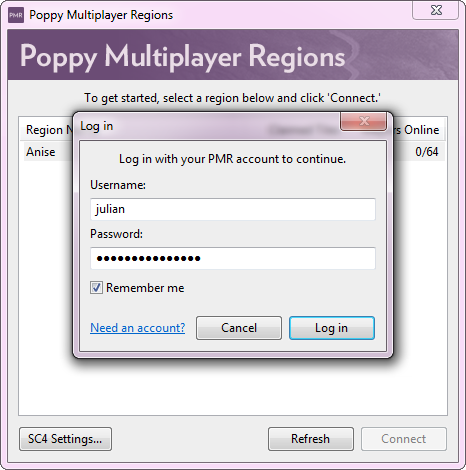 PMR Poppy Multiplayer Regions
Poppy Multiplayer Regions
To get started, select a region below and click 'Connect.'
Region N
rs Online
Anise
0/64
Log in
Log in with your PMR account to continue.
Username:
julian
Password:
●●●●●●●●●●●●●●●
Remember me
Need an account?
Cancel
Log in
SC4 Settings...
Refresh
Connect